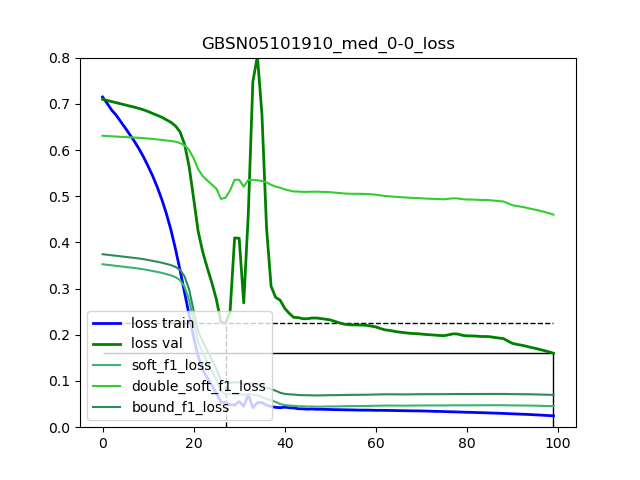 GBSN05101910_med_0-0_loss
0.8
0.7
0.6
0.5
0.4
0.3
0.2
0.1
0.0
loss train
loss val
soft_f1_loss
double_soft_f1_loss
bound_f1_loss
0 20 40 60 80 100